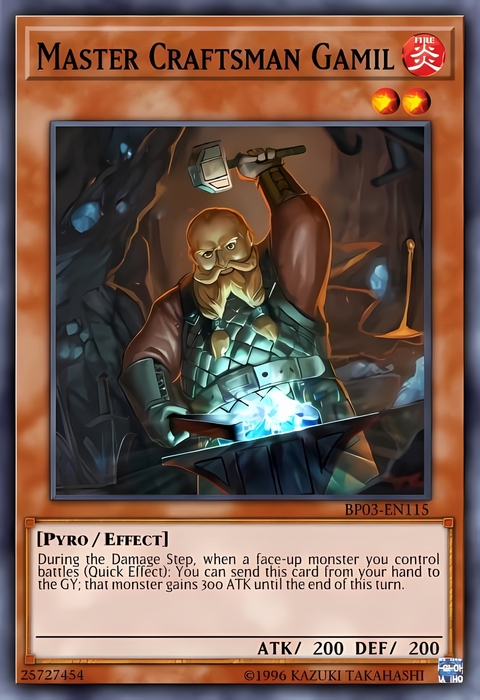 Master Craftsman Gamil
FIRE
炎
BP03-EN115
[Pyro / Effect]
During the Damage Step, when a face-up monster you control
battles (Quick Effect): You can send this card from your hand to
the GY; that monster gains 300 ATK until the end of this turn.
ATK/ 200 DEF/ 200
25727454
©1996 KAZUKI TAKAHASHI